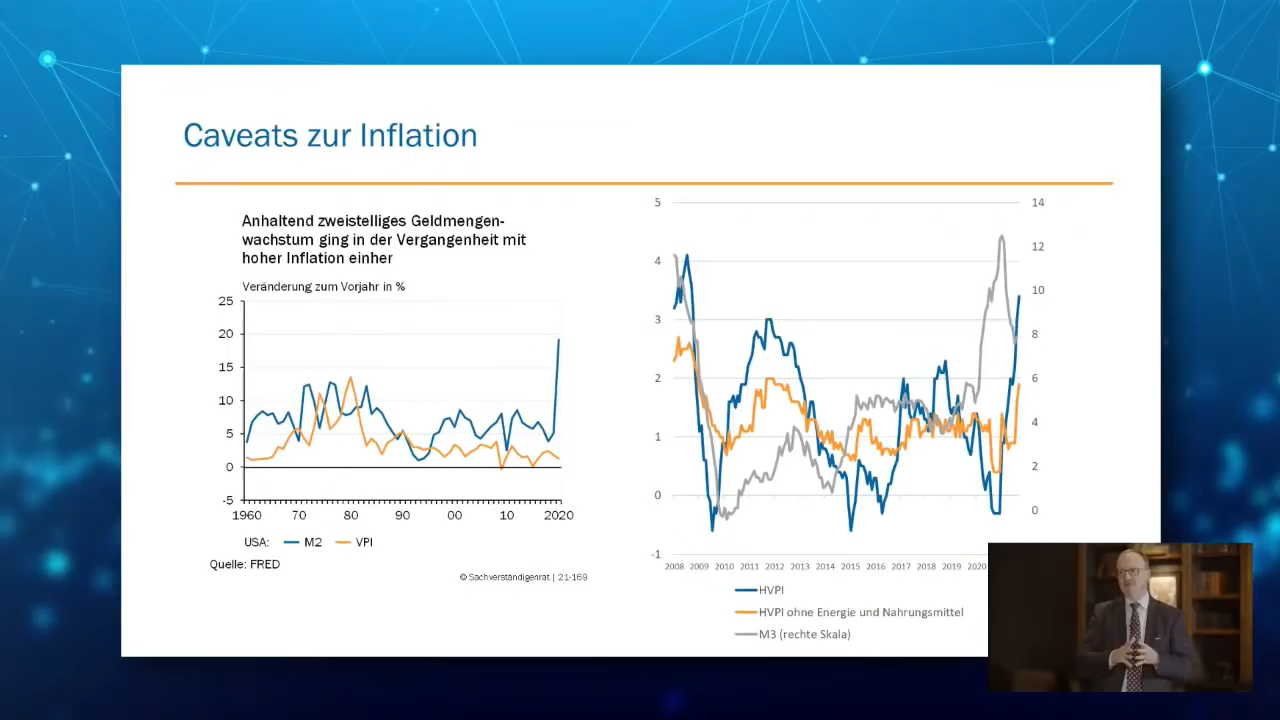 Caveats zur Inflation
Anhaltend zweistelliges Geldmengen-
wachstum ging in der Vergangenheit mit
hoher Inflation einher
Veränderung zum Vorjahr in %
25
20
15
10
5
0
-5
1960 70 80 90 00 10 2020
USA: M2 VPI
Quelle: FRED
© Sachverständigenrat | 21-169
5
4
3
2
1
0
-1
14
12
10
8
6
4
2
0
2008 2009 2010 2011 2012 2013 2014 2015 2016 2017 2018 2019 2020
HVPI
HVPI ohne Energie und Nahrungsmittel
M3 (rechte Skala)